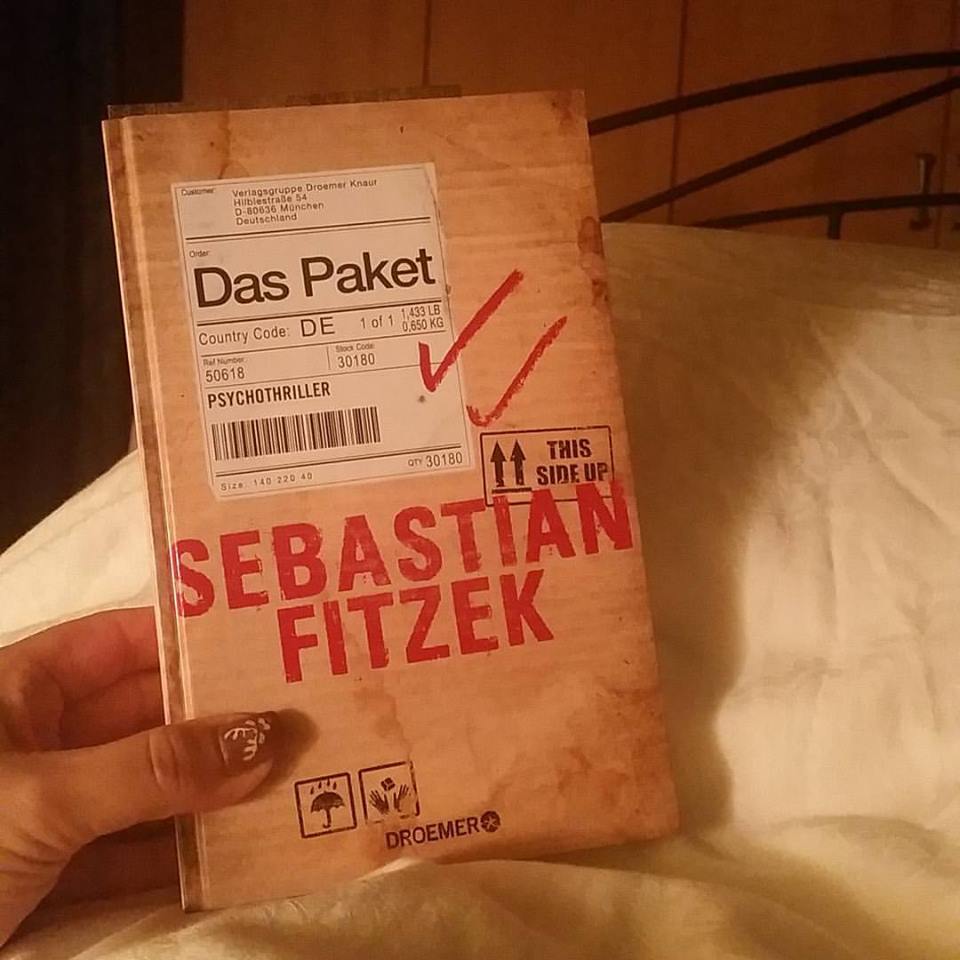 Customer:
Verlagsgruppe Droemer Knaur
Hilblestraße 54
D-80636 München
Deutschland
Order:
Das Paket
Country Code: DE 1 of 1 1,433 LB
0,650 KG
Ref Number: Stock Code:
50618 30180
PSYCHOTHRILLER
Size. 140 220 40 QTY 30180
THIS
SIDE UP
SEBASTIAN
FITZEK
DROEMER